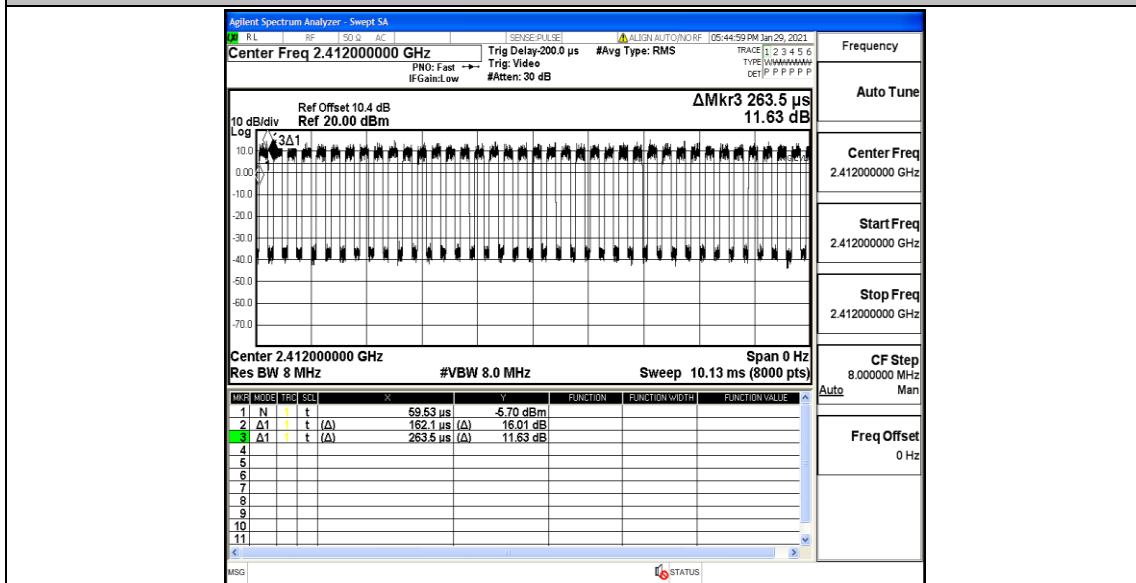 Agilent Spectrum Analyzer - Swept SA
RL RF 50 Ω AC SENSE:PULSE ALIGN AUTO/NO RF 05:44:59 PM Jan 29, 2021
Center Freq 2.412000000 GHz
PNO: Fast
IFGain:Low
Trig Delay-200.0 µs
Trig: Video
#Atten: 30 dB
#Avg Type: RMS
TRACE 1 2 3 4 5 6
TYPE
DET P P P P P P
ΔMkr3 263.5 µs
11.63 dB
Ref Offset 10.4 dB
10 dB/div Ref 20.00 dBm
Log
3Δ1
10.0
0.00
-10.0
-20.0
-30.0
-40.0
-50.0
-60.0
-70.0
Center 2.412000000 GHz Span 0 Hz
Res BW 8 MHz #VBW 8.0 MHz Sweep 10.13 ms (8000 pts)
MKR MODE TRC SCL X Y FUNCTION FUNCTION WIDTH FUNCTION VALUE
1 N 1 t 59.53 µs -5.70 dBm
2 Δ1 1 t (Δ) 162.1 µs (Δ) 16.01 dB
3 Δ1 1 t (Δ) 263.5 µs (Δ) 11.63 dB
4
5
6
7
8
9
10
11
MSG STATUS
Frequency
Auto Tune
Center Freq
2.412000000 GHz
Start Freq
2.412000000 GHz
Stop Freq
2.412000000 GHz
CF Step
8.000000 MHz
Auto Man
Freq Offset
0 Hz